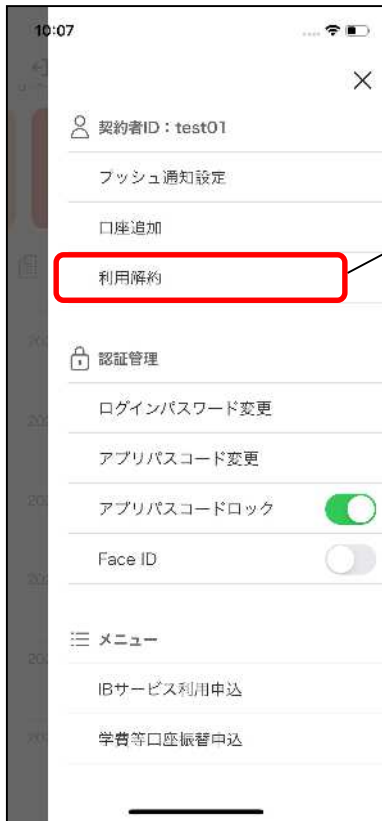 10:07
契約者ID：test01
プッシュ通知設定
口座追加
利用解約
認証管理
ログインパスワード変更
アプリパスコード変更
アプリパスコードロック
Face ID
メニュー
IBサービス利用申込
学費等口座振替申込